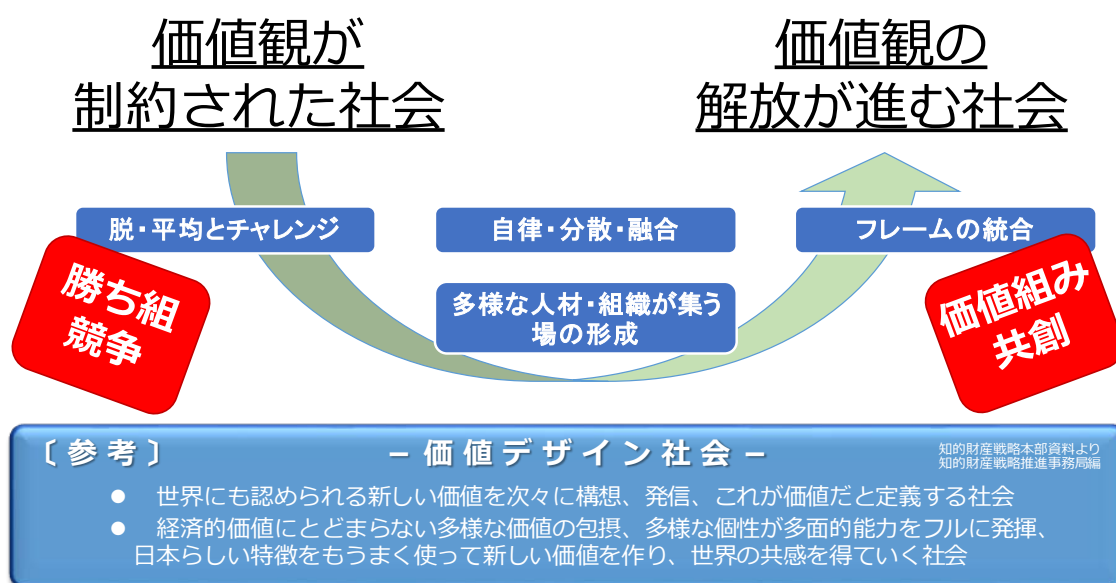 価値観が
制約された社会
価値観の
解放が進む社会
脱・平均とチャレンジ
自律・分散・融合
フレームの統合
多様な人材・組織が集う
場の形成
勝ち組
競争
価値組み
共創
〔参考〕
－価値デザイン社会－
知的財産戦略本部資料より
知的財産戦略推進事務局編
● 世界にも認められる新しい価値を次々に構想、発信、これが価値だと定義する社会
● 経済的価値にとどまらない多様な価値の包摂、多様な個性が多面的能力をフルに発揮、
日本らしい特徴をもうまく使って新しい価値を作り、世界の共感を得ていく社会